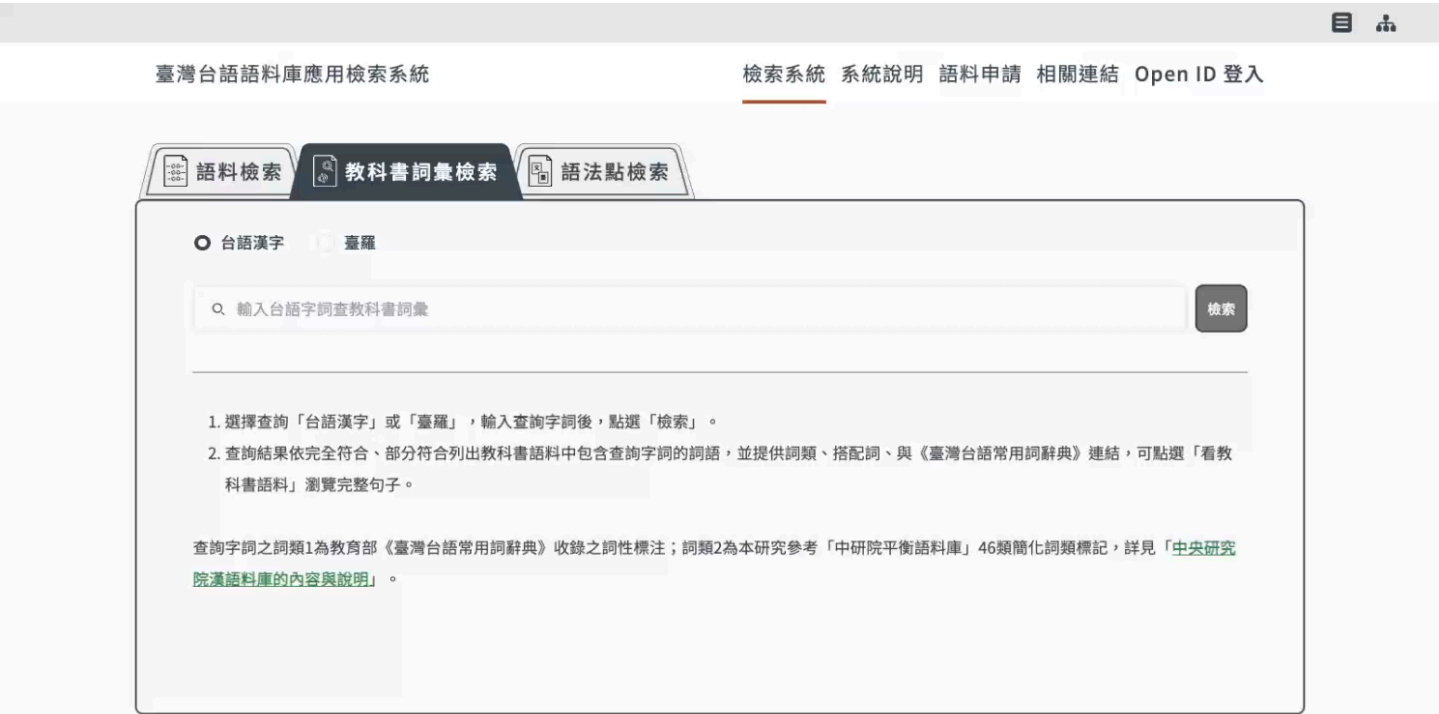 臺灣台語語料庫應用檢索系統
檢索系統 系統說明 語料申請 相關連結 Open ID 登入
語料檢索 教科書詞彙檢索 語法點檢索
台語漢字 臺羅
輸入台語字詞查教科書詞彙 檢索
1. 選擇查詢「台語漢字」或「臺羅」，輸入查詢字詞後，點選「檢索」。
2. 查詢結果依完全符合、部分符合列出教科書語料中包含查詢字詞的詞語，並提供詞類、搭配詞、與《臺灣台語常用詞辭典》連結，可點選「看教
科書語料」瀏覽完整句子。
查詢字詞之詞類1為教育部《臺灣台語常用詞辭典》收錄之詞性標注；詞類2為本研究參考「中研院平衡語料庫」46類簡化詞類標記，詳見「中央研究
院漢語料庫的內容與說明」。